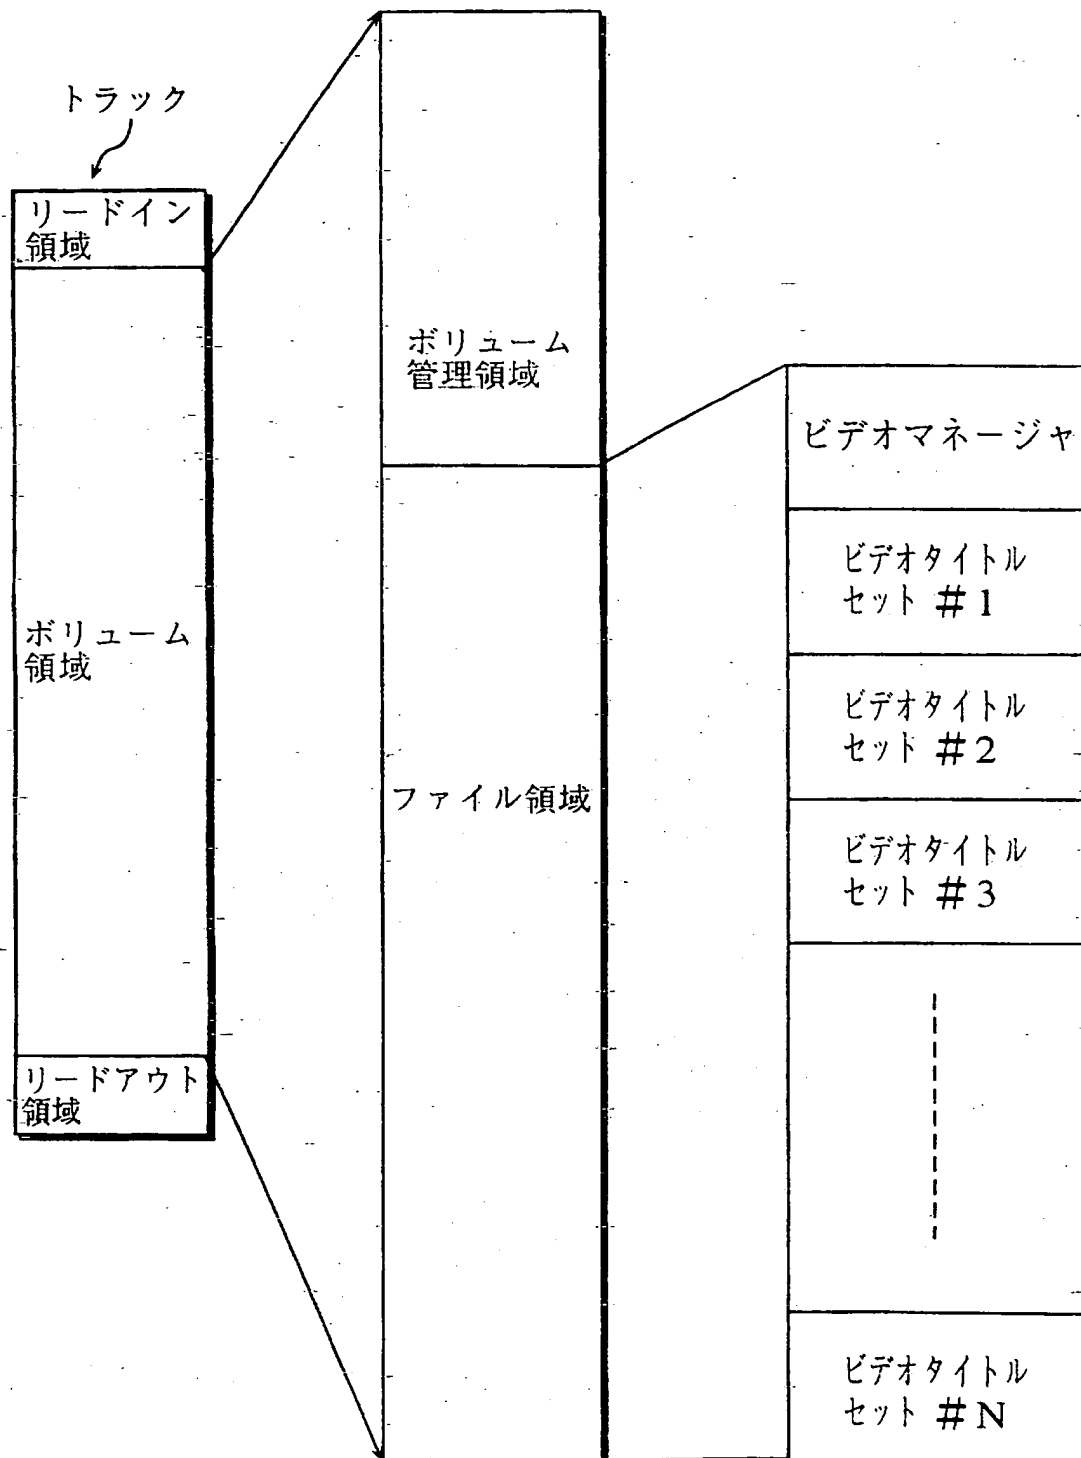 トラック
リードイン
領域
ボリューム
領域
リードアウト
領域
ボリューム
管理領域
ファイル領域
ビデオマネージャ
ビデオタイトル
セット #1
ビデオタイトル
セット #2
ビデオタイトル
セット #3
ビデオタイトル
セット #N